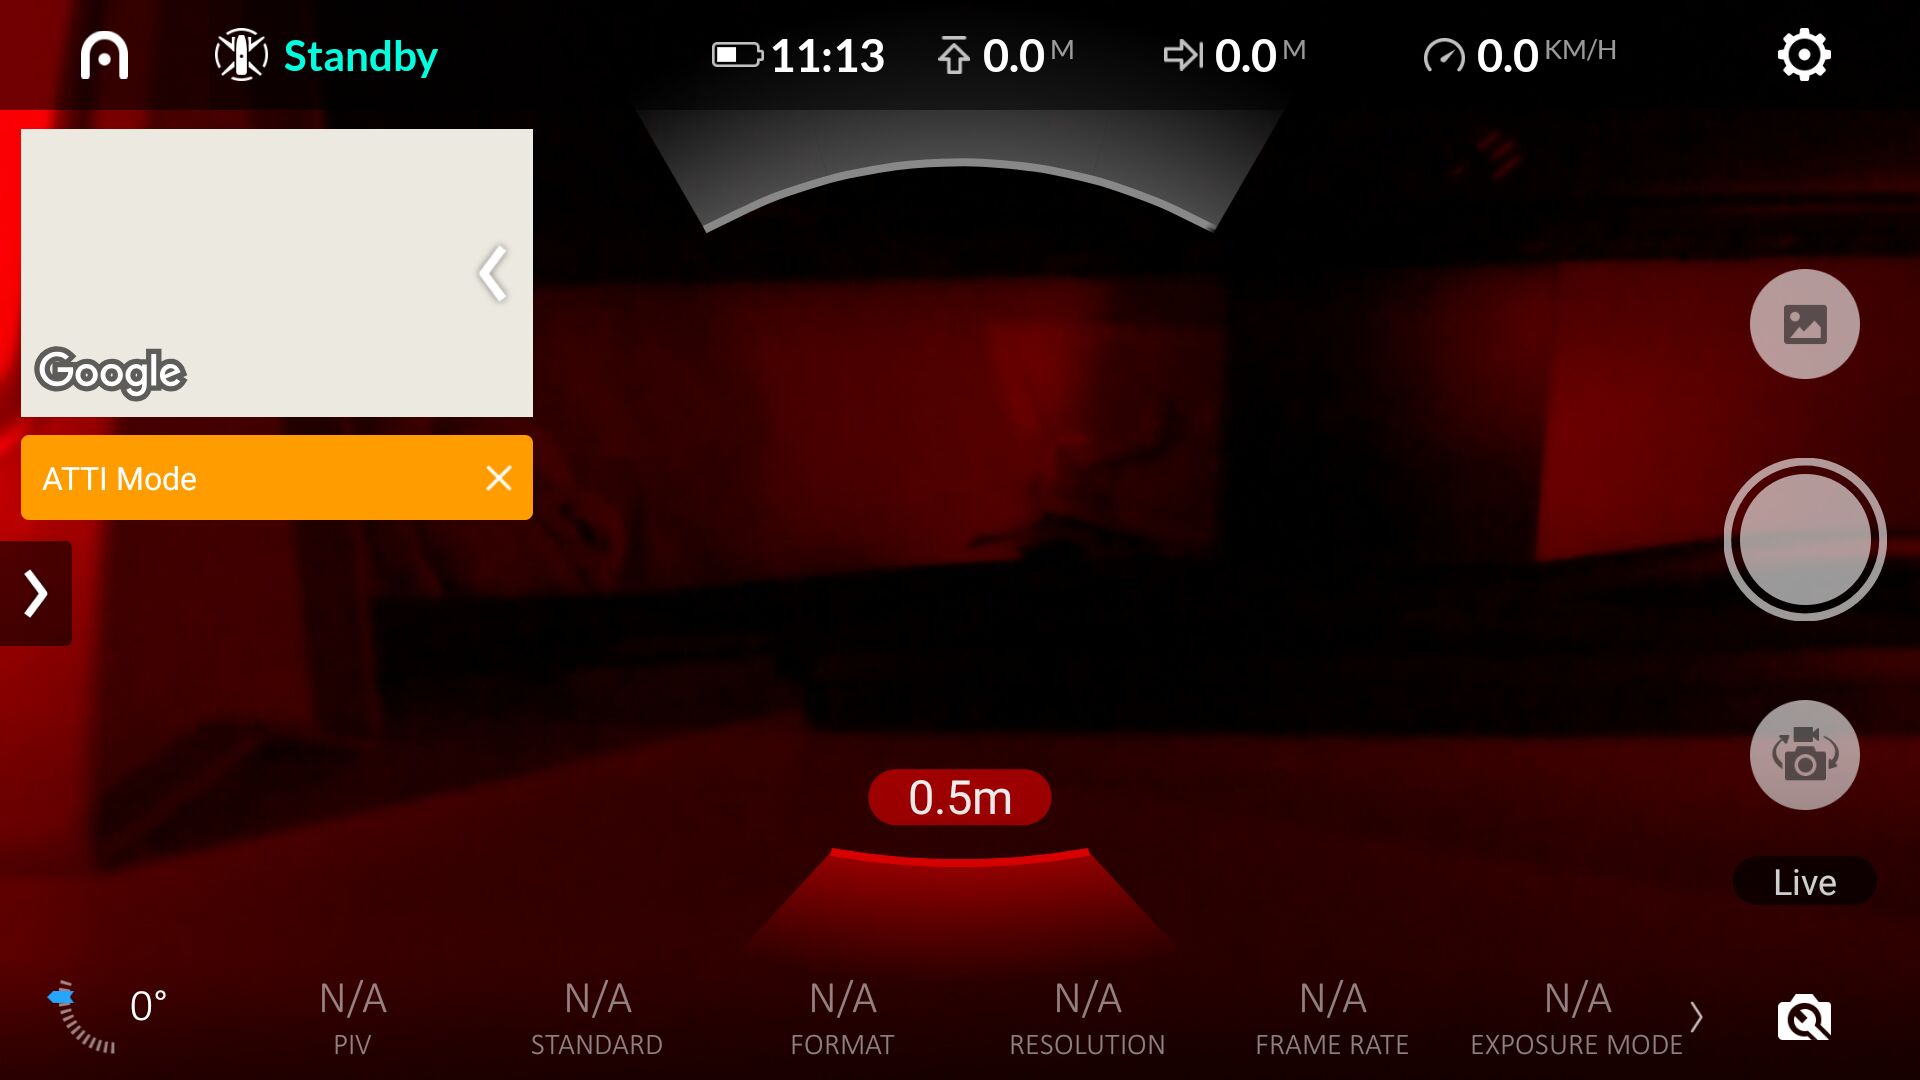 Standby
11:13
0.0 M
0.0 M
0.0 KM/H
Google
ATTI Mode
0.5m
Live
0°
N/A
PIV
N/A
STANDARD
N/A
FORMAT
N/A
RESOLUTION
N/A
FRAME RATE
N/A
EXPOSURE MODE